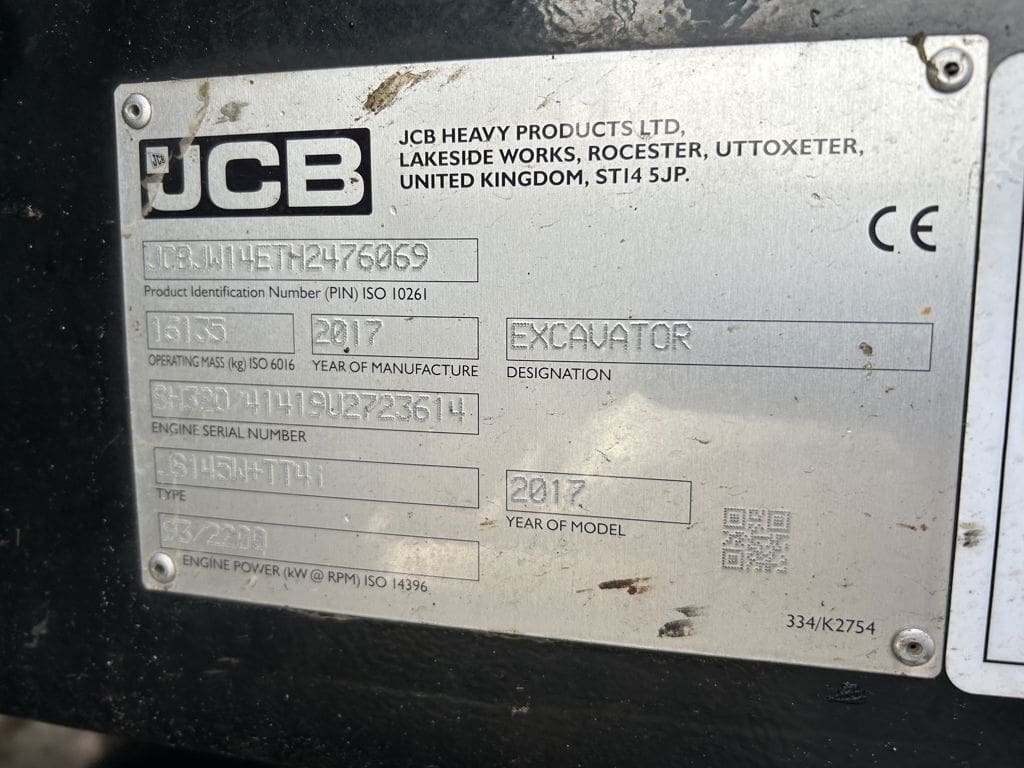 JCB
JCB HEAVY PRODUCTS LTD,
LAKESIDE WORKS, ROCESTER, UTTOXETER,
UNITED KINGDOM, ST14 5JP.
CE
JCBJW14ETH2476069
Product Identification Number (PIN) ISO 10261
16135
2017
EXCAVATOR
OPERATING MASS (kg) ISO 6016
YEAR OF MANUFACTURE
DESIGNATION
SH320/41419U2723614
ENGINE SERIAL NUMBER
JS145W+TT4i
TYPE
2017
YEAR OF MODEL
93/2200
ENGINE POWER (kW @ RPM) ISO 14396
334/K2754